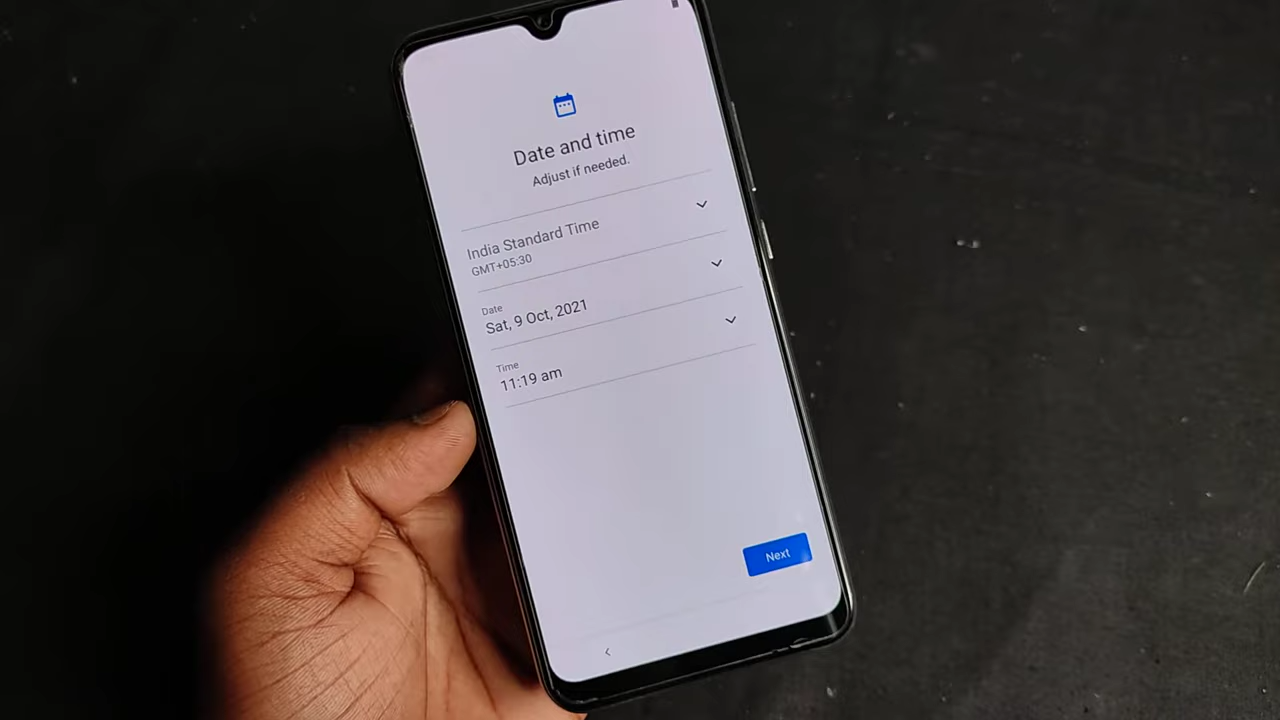 Date and time
Adjust if needed.
India Standard Time
GMT+05:30
Date
Sat, 9 Oct, 2021
Time
11:19 am
Next